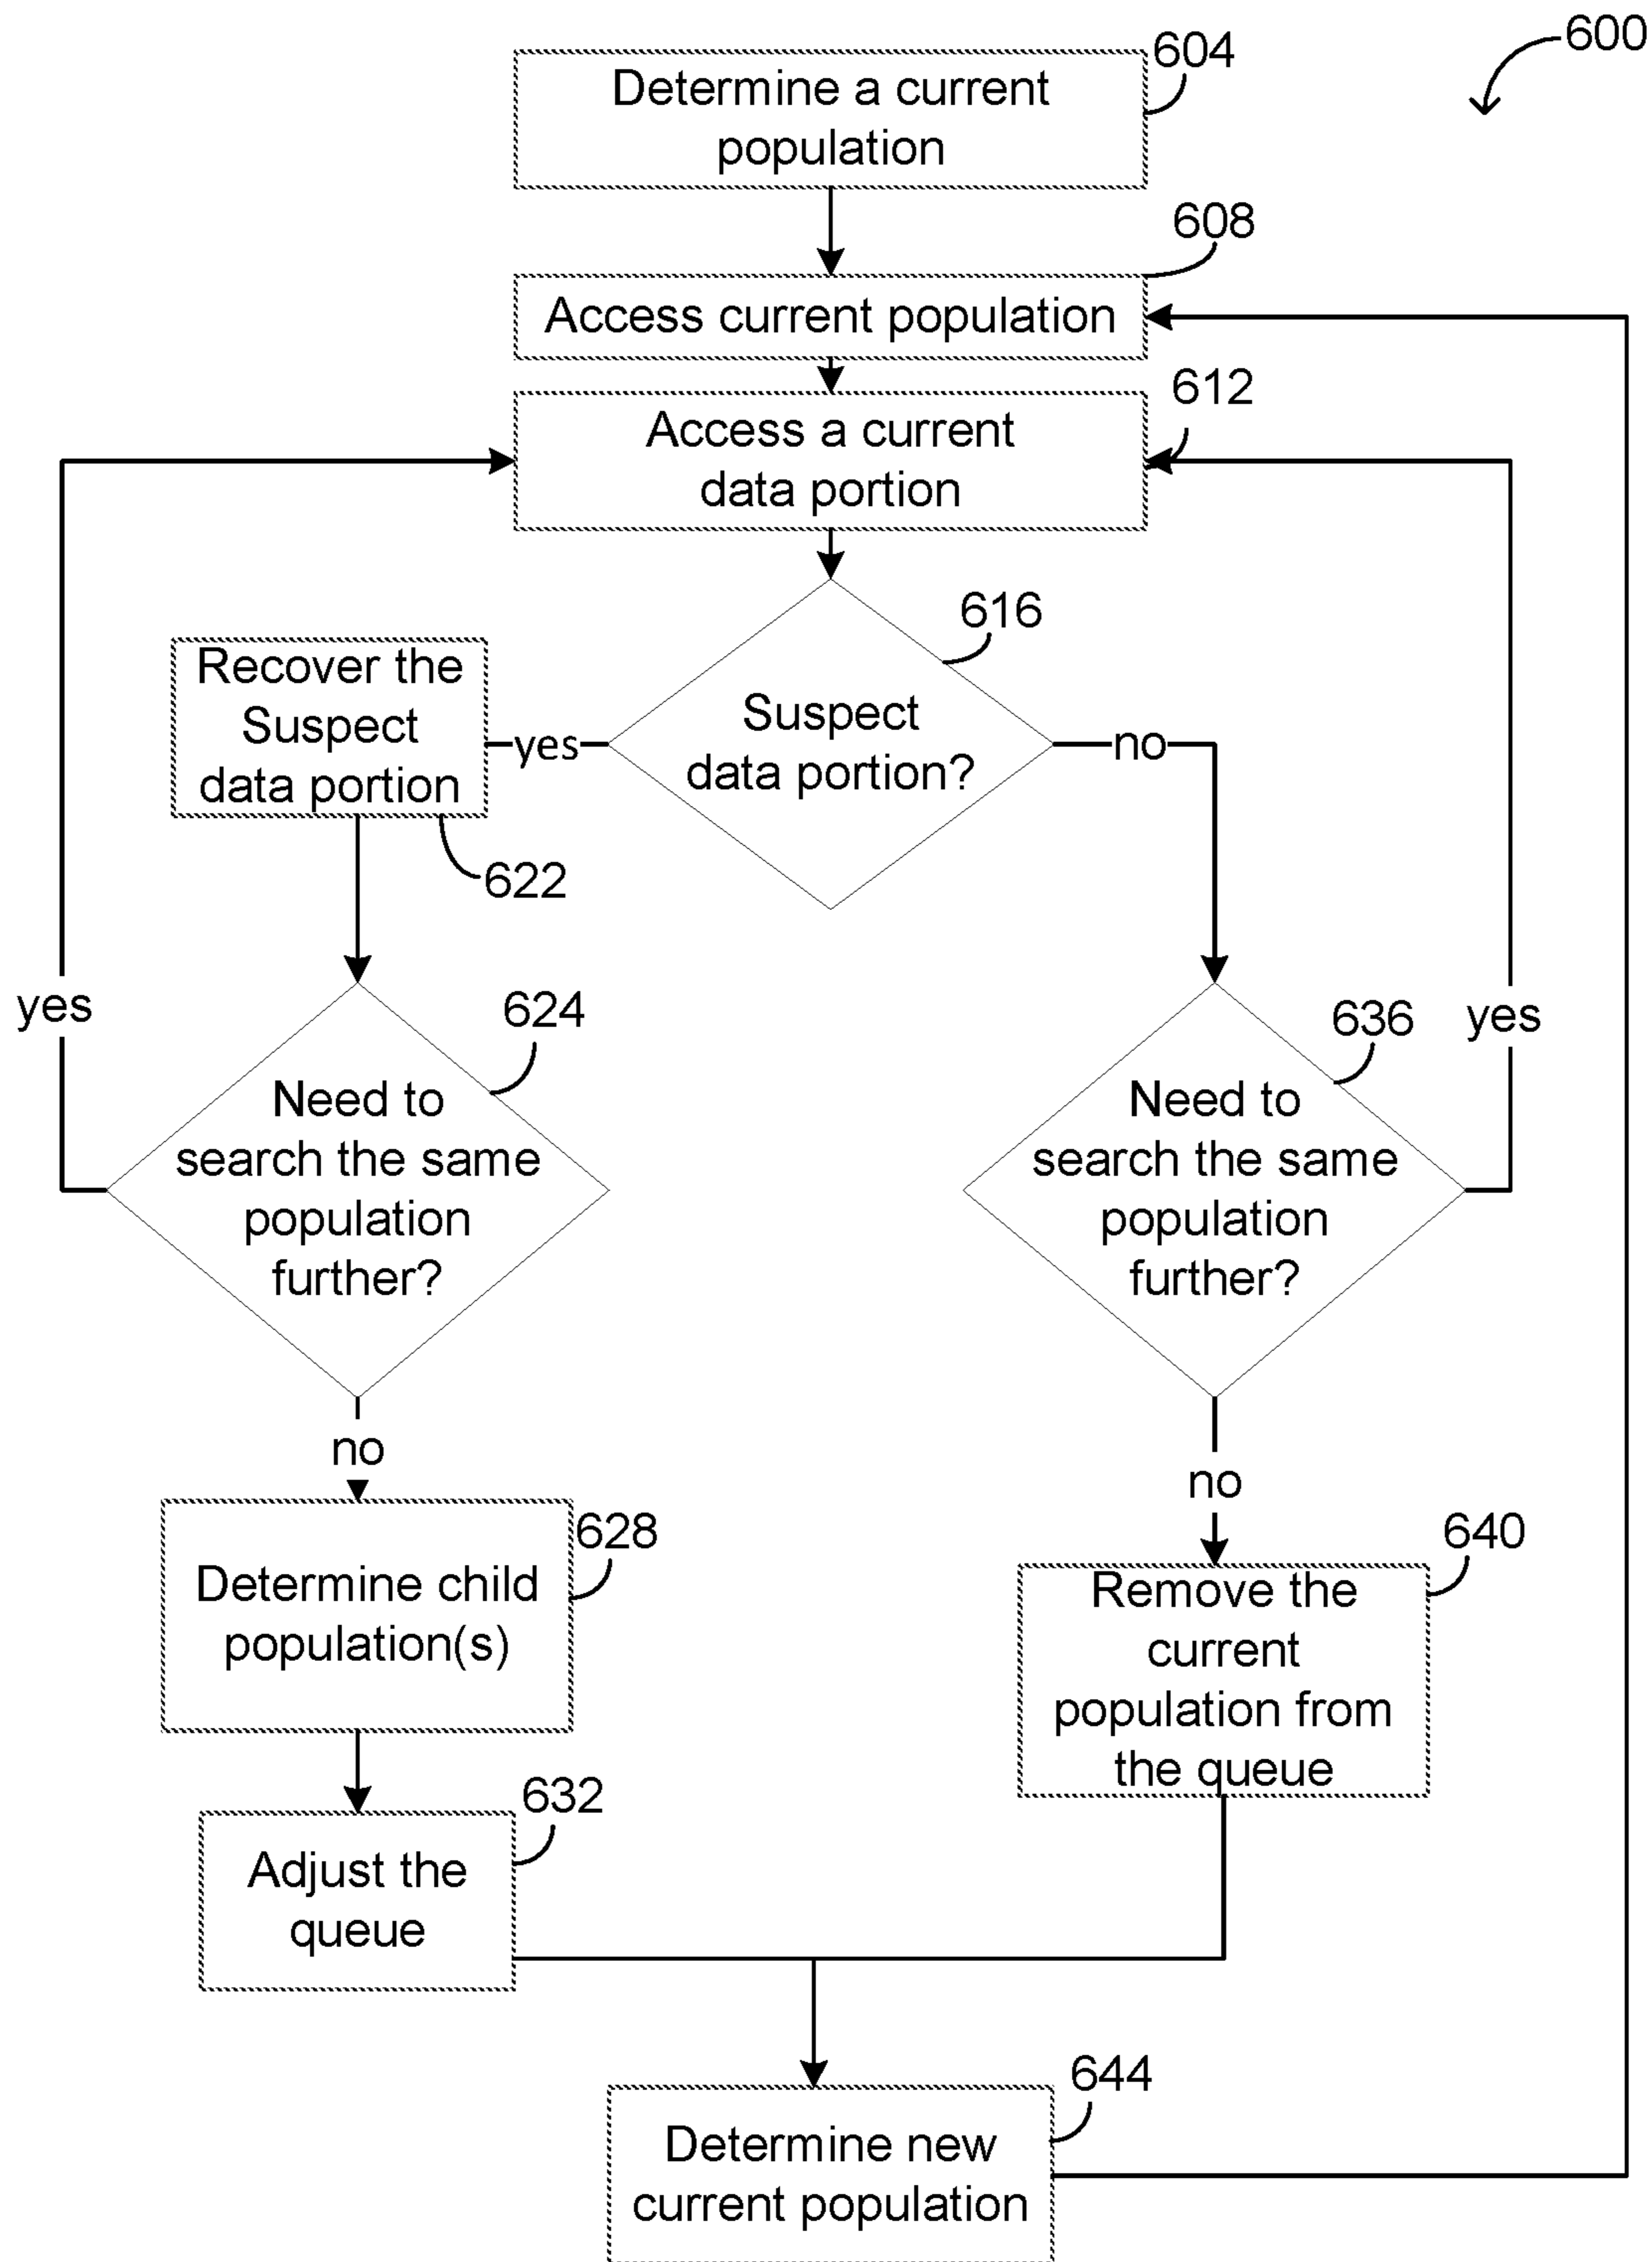 600
604
Determine a current
population
608
Access current population
612
Access a current
data portion
616
Suspect
data portion?
yes
no
Recover the
Suspect
data portion
622
yes
624
Need to
search the same
population
further?
636
yes
Need to
search the same
population
further?
no
no
628
Determine child
population(s)
640
Remove the
current
population from
the queue
632
Adjust the
queue
644
Determine new
current population